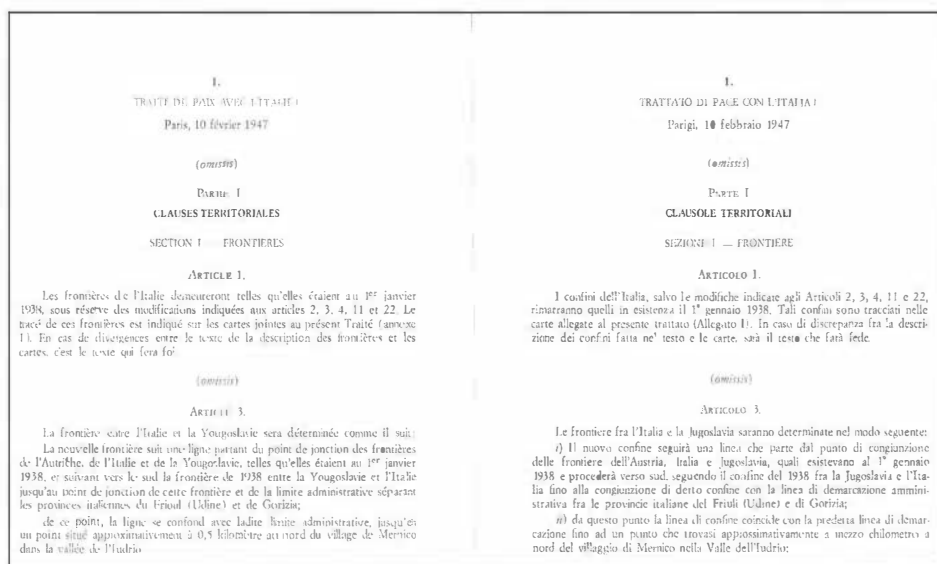 1.
TRAITÉ DE PAIX AVEC L'ITALIE
Paris, 10 février 1947
(omissis)
PARTIE I
CLAUSES TERRITORIALES
SECTION I — FRONTIÈRES
ARTICLE 1.
Les frontières de l'Italie demeureront telles qu'elles étaient au 1er janvier
1938, sous réserve des modifications indiquées aux articles 2, 3, 4, 11 et 22. Le
tracé de ces frontières est indiqué sur les cartes jointes au présent Traité (annexe
I). En cas de divergences entre le texte de la description des frontières et les
cartes, c'est le texte qui fera foi.
(omissis)
ARTICLE 3.
La frontière entre l'Italie et la Yougoslavie sera déterminée comme il suit:
La nouvelle frontière suit une ligne partant du point de jonction des frontières
de l'Autriche, de l'Italie et de la Yougoslavie, telles qu'elles étaient au 1er janvier
1938, et suivant vers le sud la frontière de 1938 entre la Yougoslavie et l'Italie
jusqu'au point de jonction de cette frontière et de la limite administrative séparant
les provinces italiennes du Frioul (Udine) et de Gorizia;
de ce point, la ligne se confond avec ladite limite administrative, jusqu'en
un point situé approximativement à 0,5 kilomètre au nord du village de Mernico
dans la vallée de l'Iudrio
1.
TRATTATO DI PACE CON L'ITALIA
Parigi, 10 febbraio 1947
(omissis)
PARTE I
CLAUSOLE TERRITORIALI
SEZIONE I — FRONTIERE
ARTICOLO 1.
I confini dell'Italia, salvo le modifiche indicate agli Articoli 2, 3, 4, 11 e 22,
rimarranno quelli in esistenza il 1° gennaio 1938. Tali confini sono tracciati nelle
carte allegate al presente trattato (Allegato I). In caso di discrepanza fra la descri-
zione dei confini fatta nel testo e le carte, sarà il testo che farà fede.
(omissis)
ARTICOLO 3.
Le frontiere fra l'Italia e la Jugoslavia saranno determinate nel modo seguente:
i) Il nuovo confine seguirà una linea che parte dal punto di congiunzione
delle frontiere dell'Austria, Italia e Jugoslavia, quali esistevano al 1° gennaio
1938 e procederà verso sud, seguendo il confine del 1938 fra la Jugoslavia e l'Ita-
lia fino alla congiunzione di detto confine con la linea di demarcazione ammini-
strativa fra le provincie italiane del Friuli (Udine) e di Gorizia;
ii) da questo punto la linea di confine coincide con la predetta linea di demar-
cazione fino ad un punto che trovasi approssimativamente a mezzo chilometro a
nord del villaggio di Mernico nella Valle dell'Iudrio;